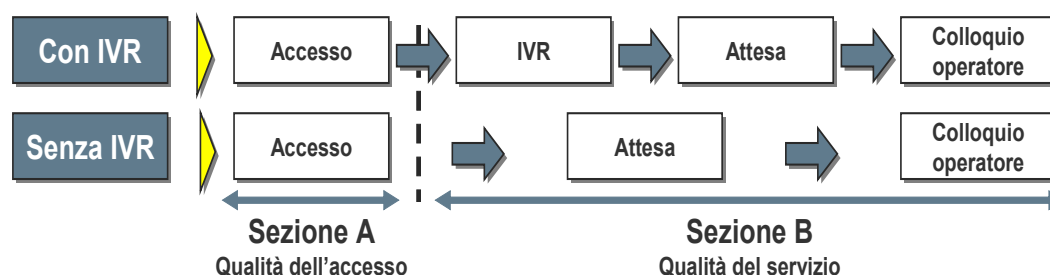 Con IVR
Accesso
IVR
Attesa
Colloquio
operatore
Senza IVR
Accesso
Attesa
Colloquio
operatore
Sezione A
Qualità dell’accesso
Sezione B
Qualità del servizio